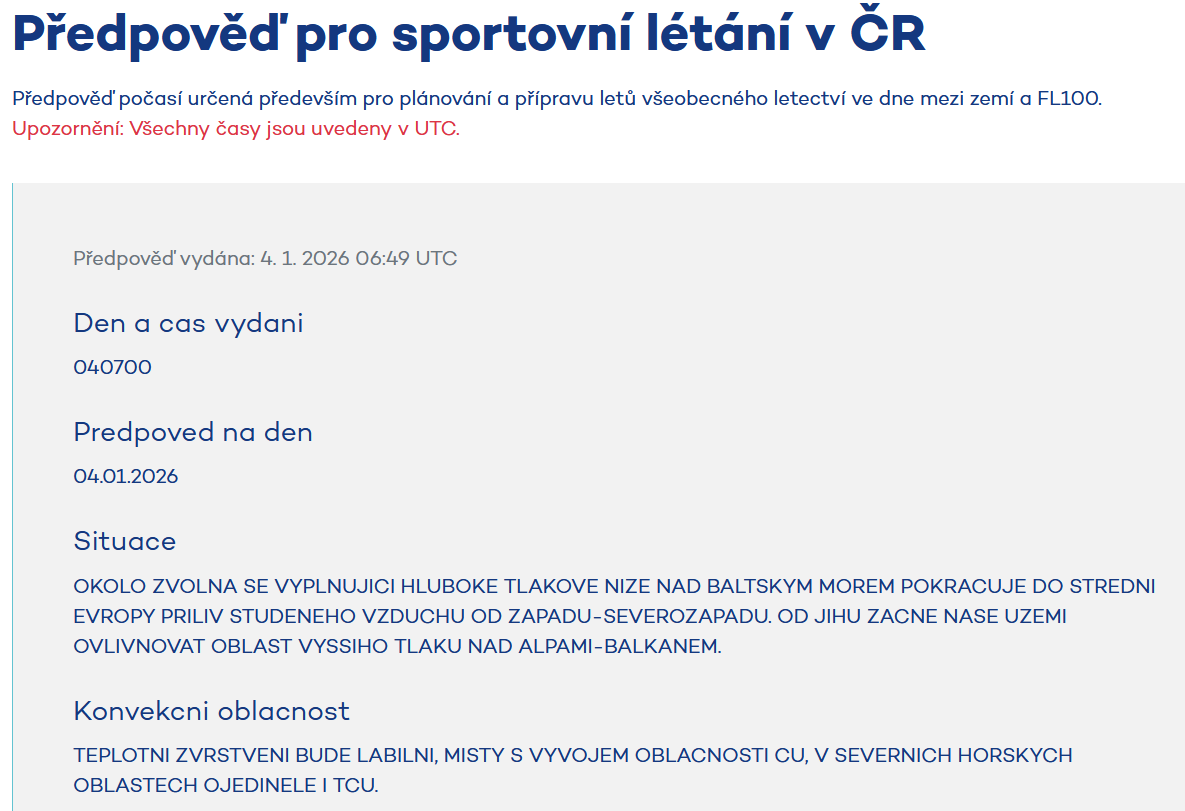 Předpověď pro sportovní létání v ČR
Předpověď počasí určená především pro plánování a přípravu letů všeobecného letectví ve dne mezi zemí a FL100.
Upozornění: Všechny časy jsou uvedeny v UTC.
Předpověď vydána: 4. 1. 2026 06:49 UTC
Den a cas vydani
040700
Predpoved na den
04.01.2026
Situace
OKOLO ZVOLNA SE VYPLNUJICI HLUBOKE TLAKOVE NIZE NAD BALTSKYM MOREM POKRACUJE DO STREDNI
EVROPY PRILIV STUDENEHO VZDUCHU OD ZAPADU-SEVEROZAPADU. OD JIHU ZACNE NASE UZEMI
OVLIVNOVAT OBLAST VYSSIHO TLAKU NAD ALPAMI-BALKANEM.
Konvekcni oblacnost
TEPLOTNI ZVRSTVENI BUDE LABILNI, MISTY S VYVOJEM OBLACNOSTI CU, V SEVERNICH HORSKYCH
OBLASTECH OJEDINELE I TCU.